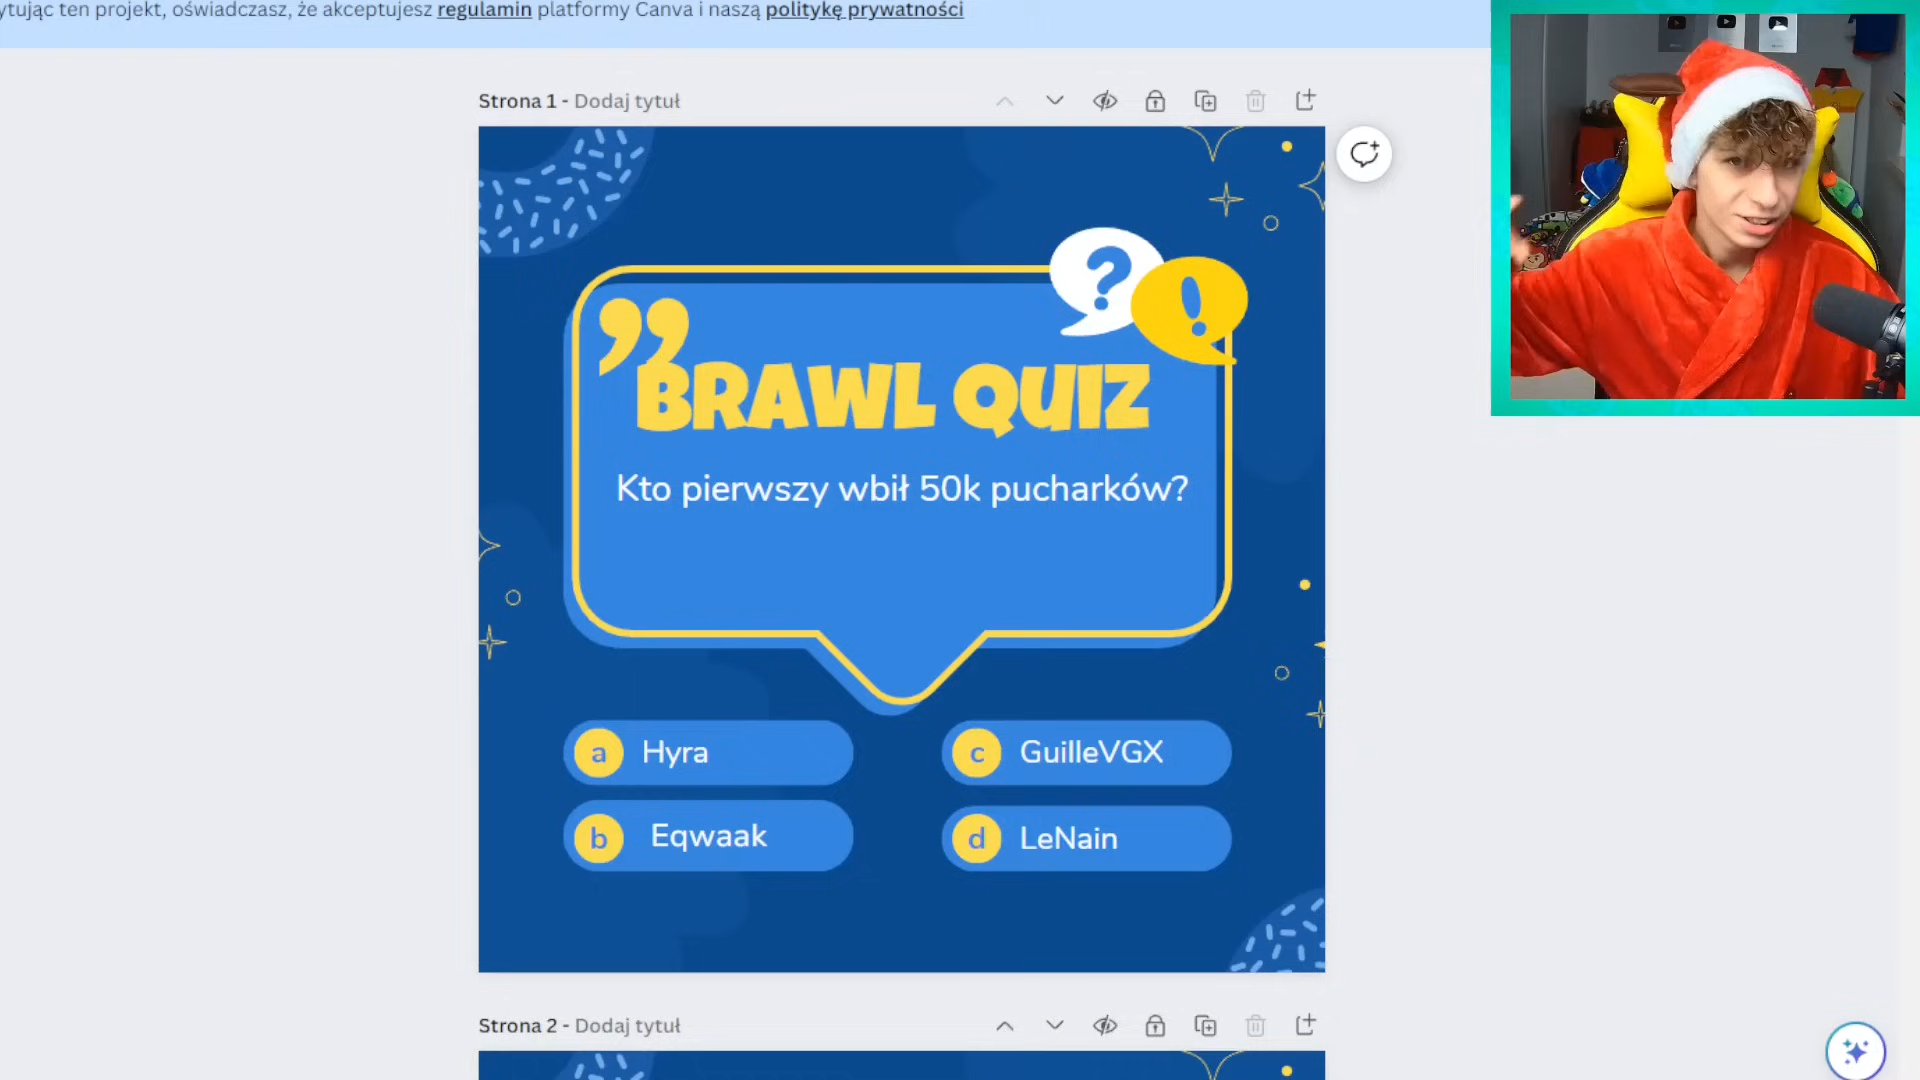 ytując ten projekt, oświadczasz, że akceptujesz regulamin platformy Canva i naszą politykę prywatności
Strona 1 - Dodaj tytuł
BRAWL QUIZ
Kto pierwszy wbił 50k pucharków?
a Hyra
c GuilleVGX
b Eqwaak
d LeNain
Strona 2 - Dodaj tytuł